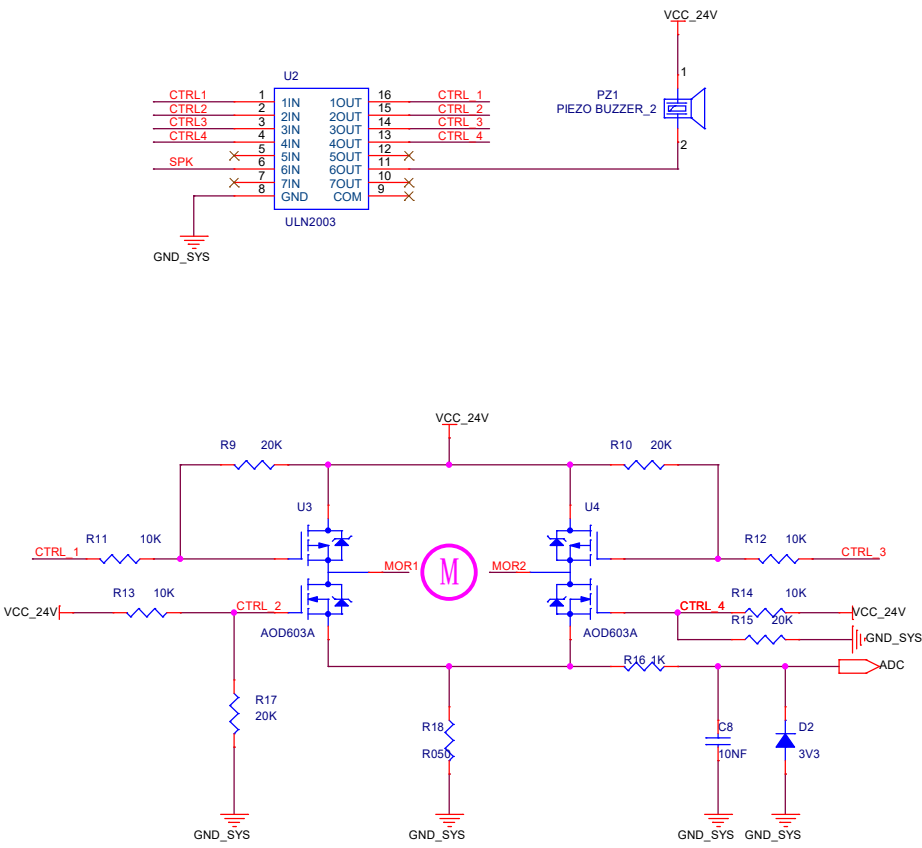 VCC_24V
U2
1
PZ1
PIEZO BUZZER_2
2
CTRL1 1 1IN 1OUT 16 CTRL_1
CTRL2 2 2IN 2OUT 15 CTRL_2
CTRL3 3 3IN 3OUT 14 CTRL_3
CTRL4 4 4IN 4OUT 13 CTRL_4
5 5IN 5OUT 12
SPK 6 6IN 6OUT 11
7 7IN 7OUT 10
8 GND COM 9
ULN2003
GND_SYS
VCC_24V
R9 20K
R10 20K
U3
U4
R11 10K
R12 10K
CTRL_1
CTRL_3
MOR1
M
MOR2
R13 10K
R14 10K
VCC_24V
CTRL_2
CTRL_4
VCC_24V
R15 20K
AOD603A
AOD603A
GND_SYS
R16 1K
ADC
R17
20K
R18
R050
C8
10NF
D2
3V3
GND_SYS
GND_SYS
GND_SYS
GND_SYS